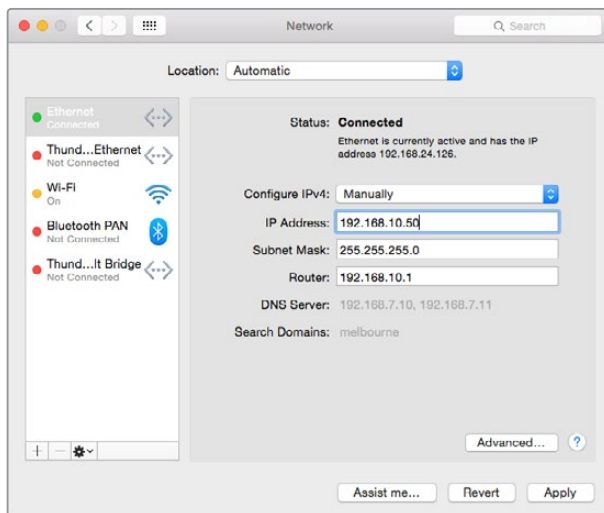 Network
Search
Location: Automatic
Ethernet
Connected
Thund...Ethernet
Not Connected
Wi-Fi
On
Bluetooth PAN
Not Connected
Thund...lt Bridge
Not Connected
Status: Connected
Ethernet is currently active and has the IP
address 192.168.24.126.
Configure IPv4: Manually
IP Address: 192.168.10.50
Subnet Mask: 255.255.255.0
Router: 192.168.10.1
DNS Server: 192.168.7.10, 192.168.7.11
Search Domains: melbourne
Advanced... ?
Assist me... Revert Apply